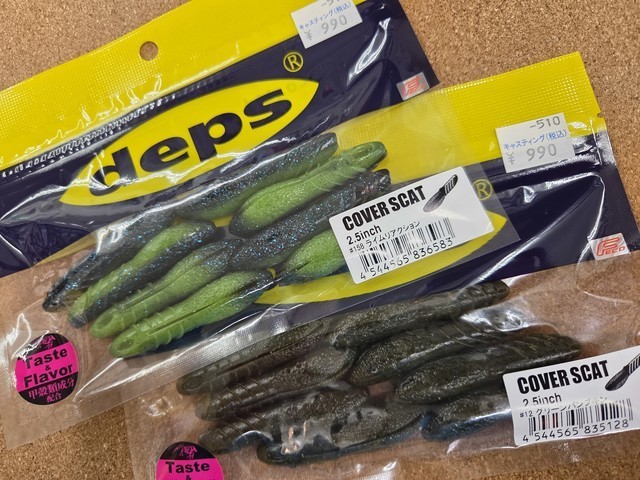 キャスティング(税込)
¥ 990
deps®
-510
キャスティング(税込)
¥ 990
®
COVER SCAT
2.5inch
#158 ライムリアクション
4 544565 836583
Taste
&
Flavor
甲殻類成分
配合
COVER SCAT
2.5inch
4 544565 835128
Taste
&